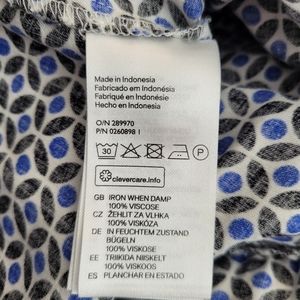 Made in Indonesia
Fabricado em Indonésia
Fabriqué en Indonésie
Hecho en Indonesia
O/N 289970
P/N 0260898 I
30
P
clevercare.info
GB IRON WHEN DAMP
100% VISCOSE
CZ ŽEHLIT ZA VLHKA
100% VISKÓZA
DE IN FEUCHTEM ZUSTAND
BÜGELN
100% VISKOSE
EE TRIIKIDA NIISKELT
100% VISKOOS
ES PLANCHAR EN ESTADO